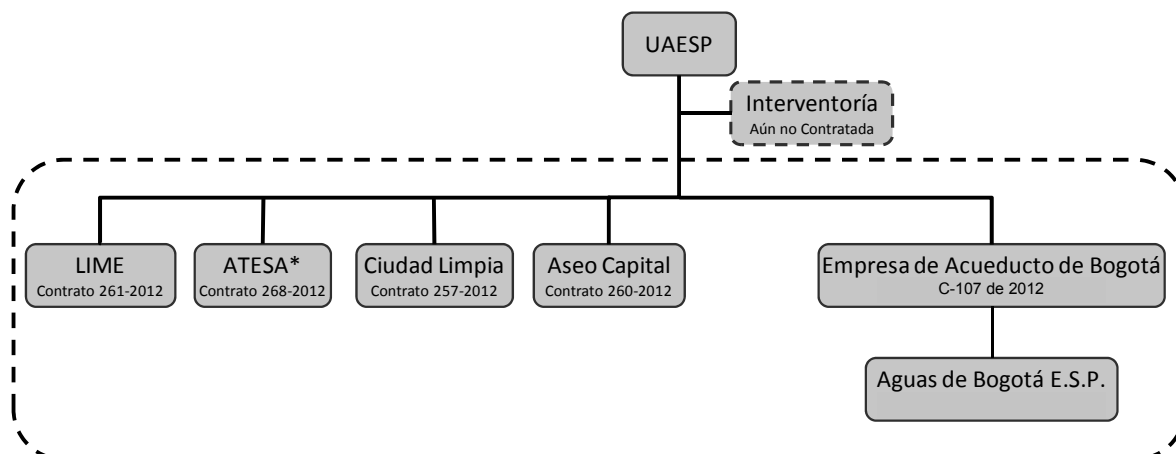 UAESP
Interventoría
Aún no Contratada
LIME
Contrato 261-2012
ATESA*
Contrato 268-2012
Ciudad Limpia
Contrato 257-2012
Aseo Capital
Contrato 260-2012
Empresa de Acueducto de Bogotá
C-107 de 2012
Aguas de Bogotá E.S.P.